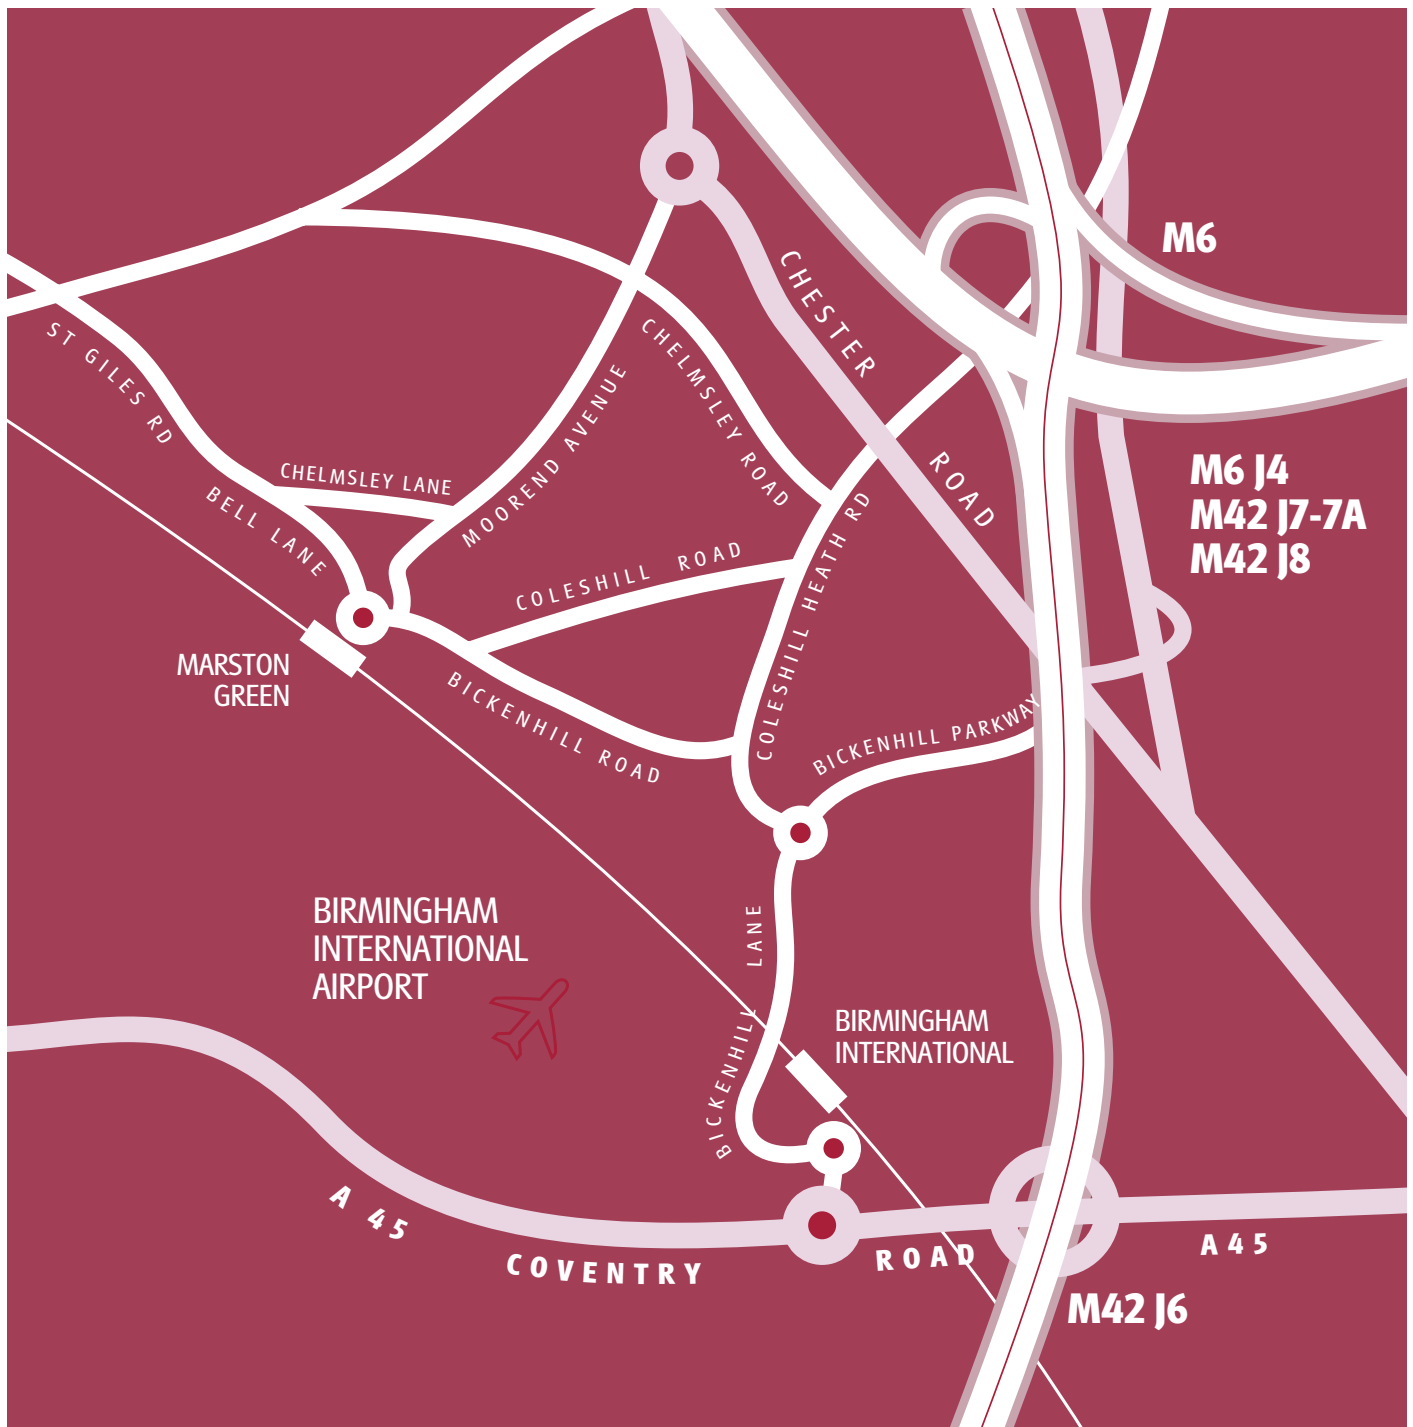 M6
CHESTER ROAD
ST GILES RD
CHELMSLEY ROAD
MOOREND AVENUE
CHELMSLEY LANE
BELL LANE
M6 J4
M42 J7-7A
M42 J8
COLESHILL ROAD
COLESHILL HEATH RD
MARSTON
GREEN
BICKENHILL ROAD
BICKENHILL PARKWAY
BIRMINGHAM
INTERNATIONAL
AIRPORT
BICKENHILL LANE
BIRMINGHAM
INTERNATIONAL
A 45
COVENTRY ROAD
A45
M42 J6